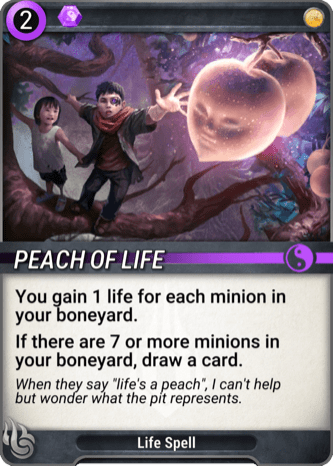 2
PEACH OF LIFE
You gain 1 life for each minion in
your boneyard.
If there are 7 or more minions in
your boneyard, draw a card.
When they say "life's a peach", I can't help
but wonder what the pit represents.
Life Spell